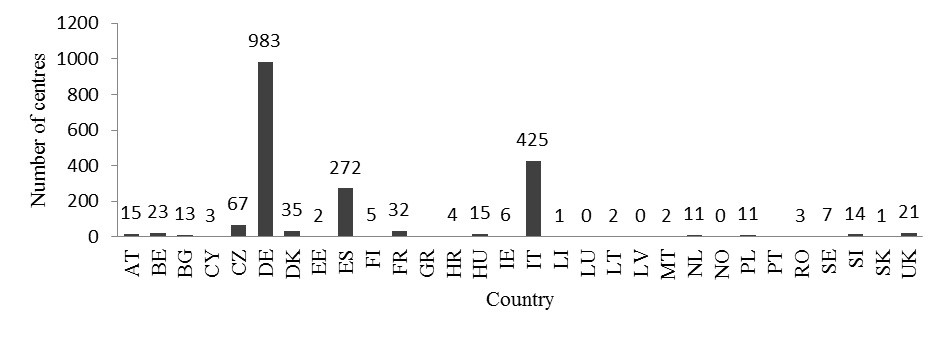 Number of centres
1200
1000
800
600
400
200
0
15 23 13 3 67 983 35 2 272 5 32 4 15 6 425 1 0 2 0 2 11 0 11 3 7 14 1 21
AT BE BG CY CZ DE DK EE ES FI FR GR HR HU IE IT LI LU LT LV MT NL NO PL PT RO SE SI SK UK
Country